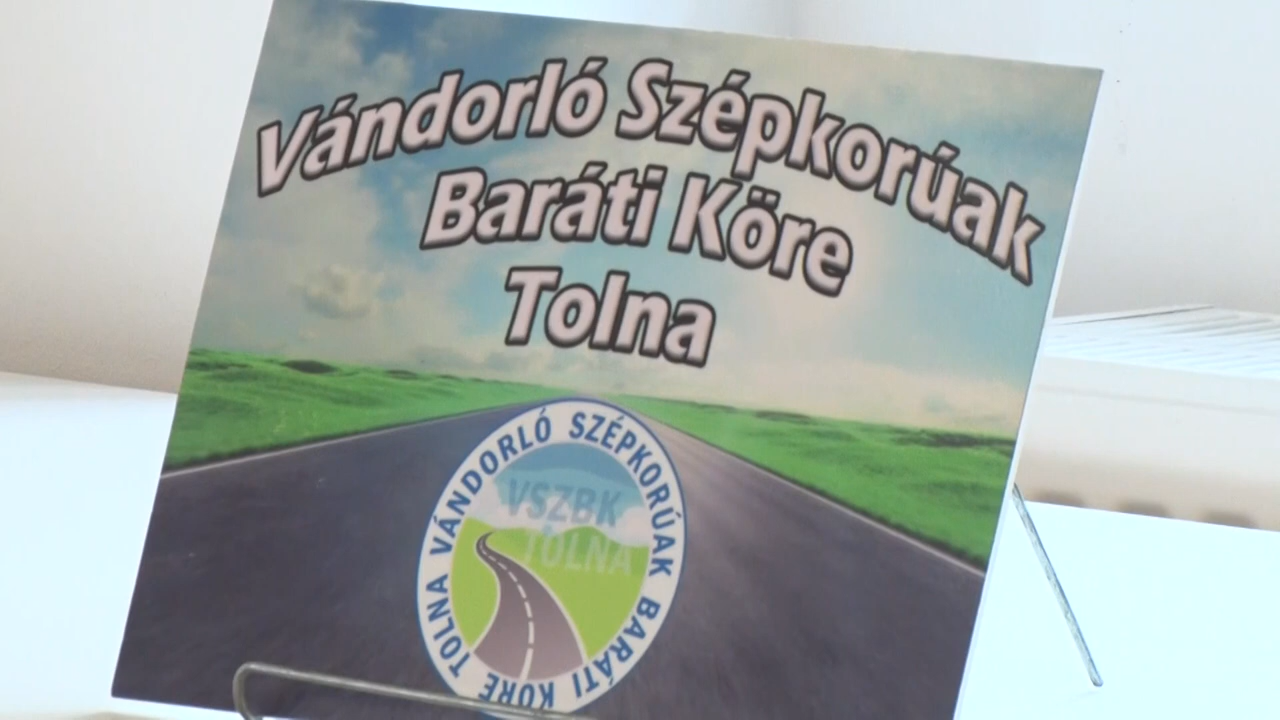 Vándorló Szépkorúak
Baráti Köre
Tolna
TOLNA VÁNDORLÓ SZÉPKORÚAK BARÁTI KÖRE
VSZBK
TOLNA